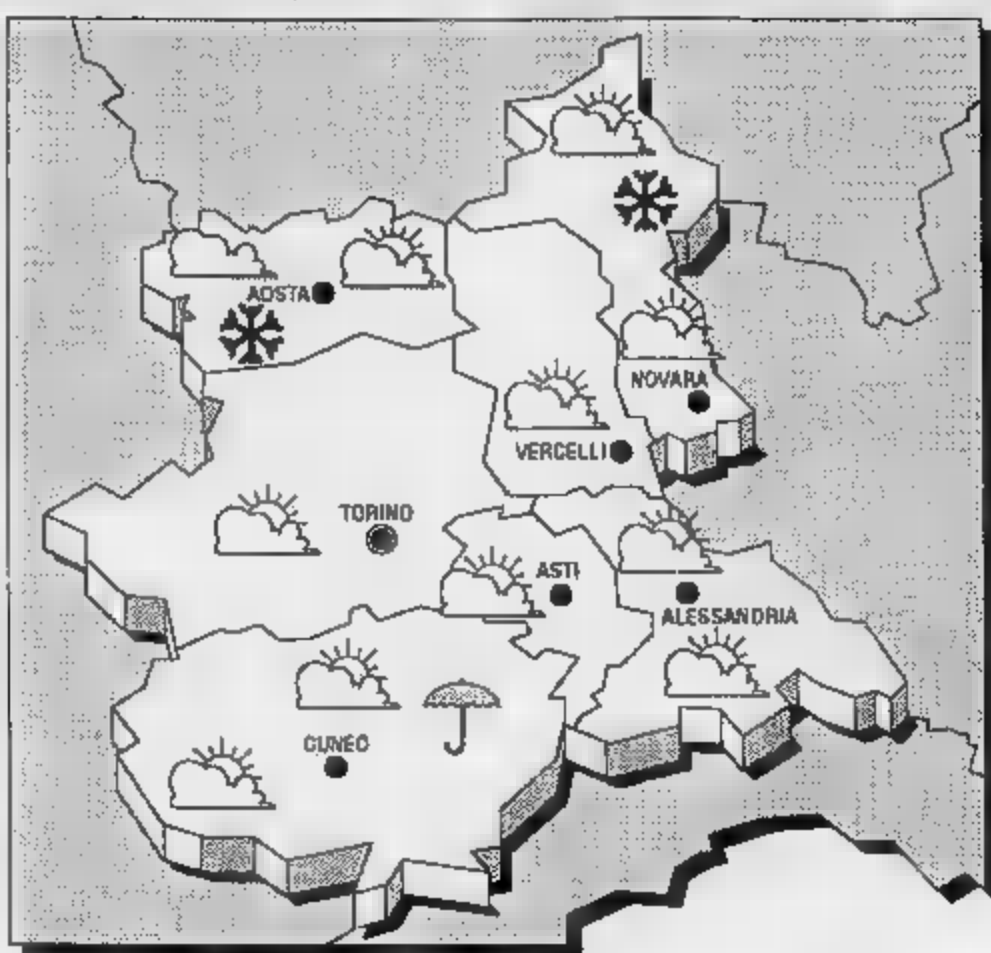 AOSTA
NOVARA
VERCELLI
TORINO
ASTI
ALESSANDRIA
CUNEO